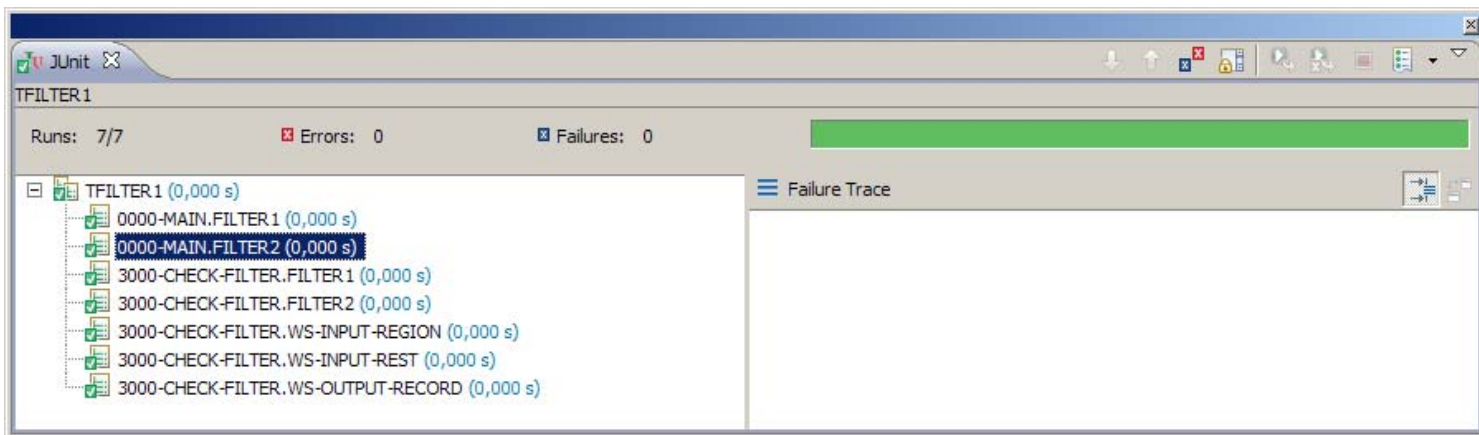 JUnit
TFILTER1
Runs: 7/7 Errors: 0 Failures: 0
TFILTER1 (0,000 s)
Failure Trace
0000-MAIN.FILTER1 (0,000 s)
0000-MAIN.FILTER2 (0,000 s)
3000-CHECK-FILTER.FILTER1 (0,000 s)
3000-CHECK-FILTER.FILTER2 (0,000 s)
3000-CHECK-FILTER.WS-INPUT-REGION (0,000 s)
3000-CHECK-FILTER.WS-INPUT-REST (0,000 s)
3000-CHECK-FILTER.WS-OUTPUT-RECORD (0,000 s)